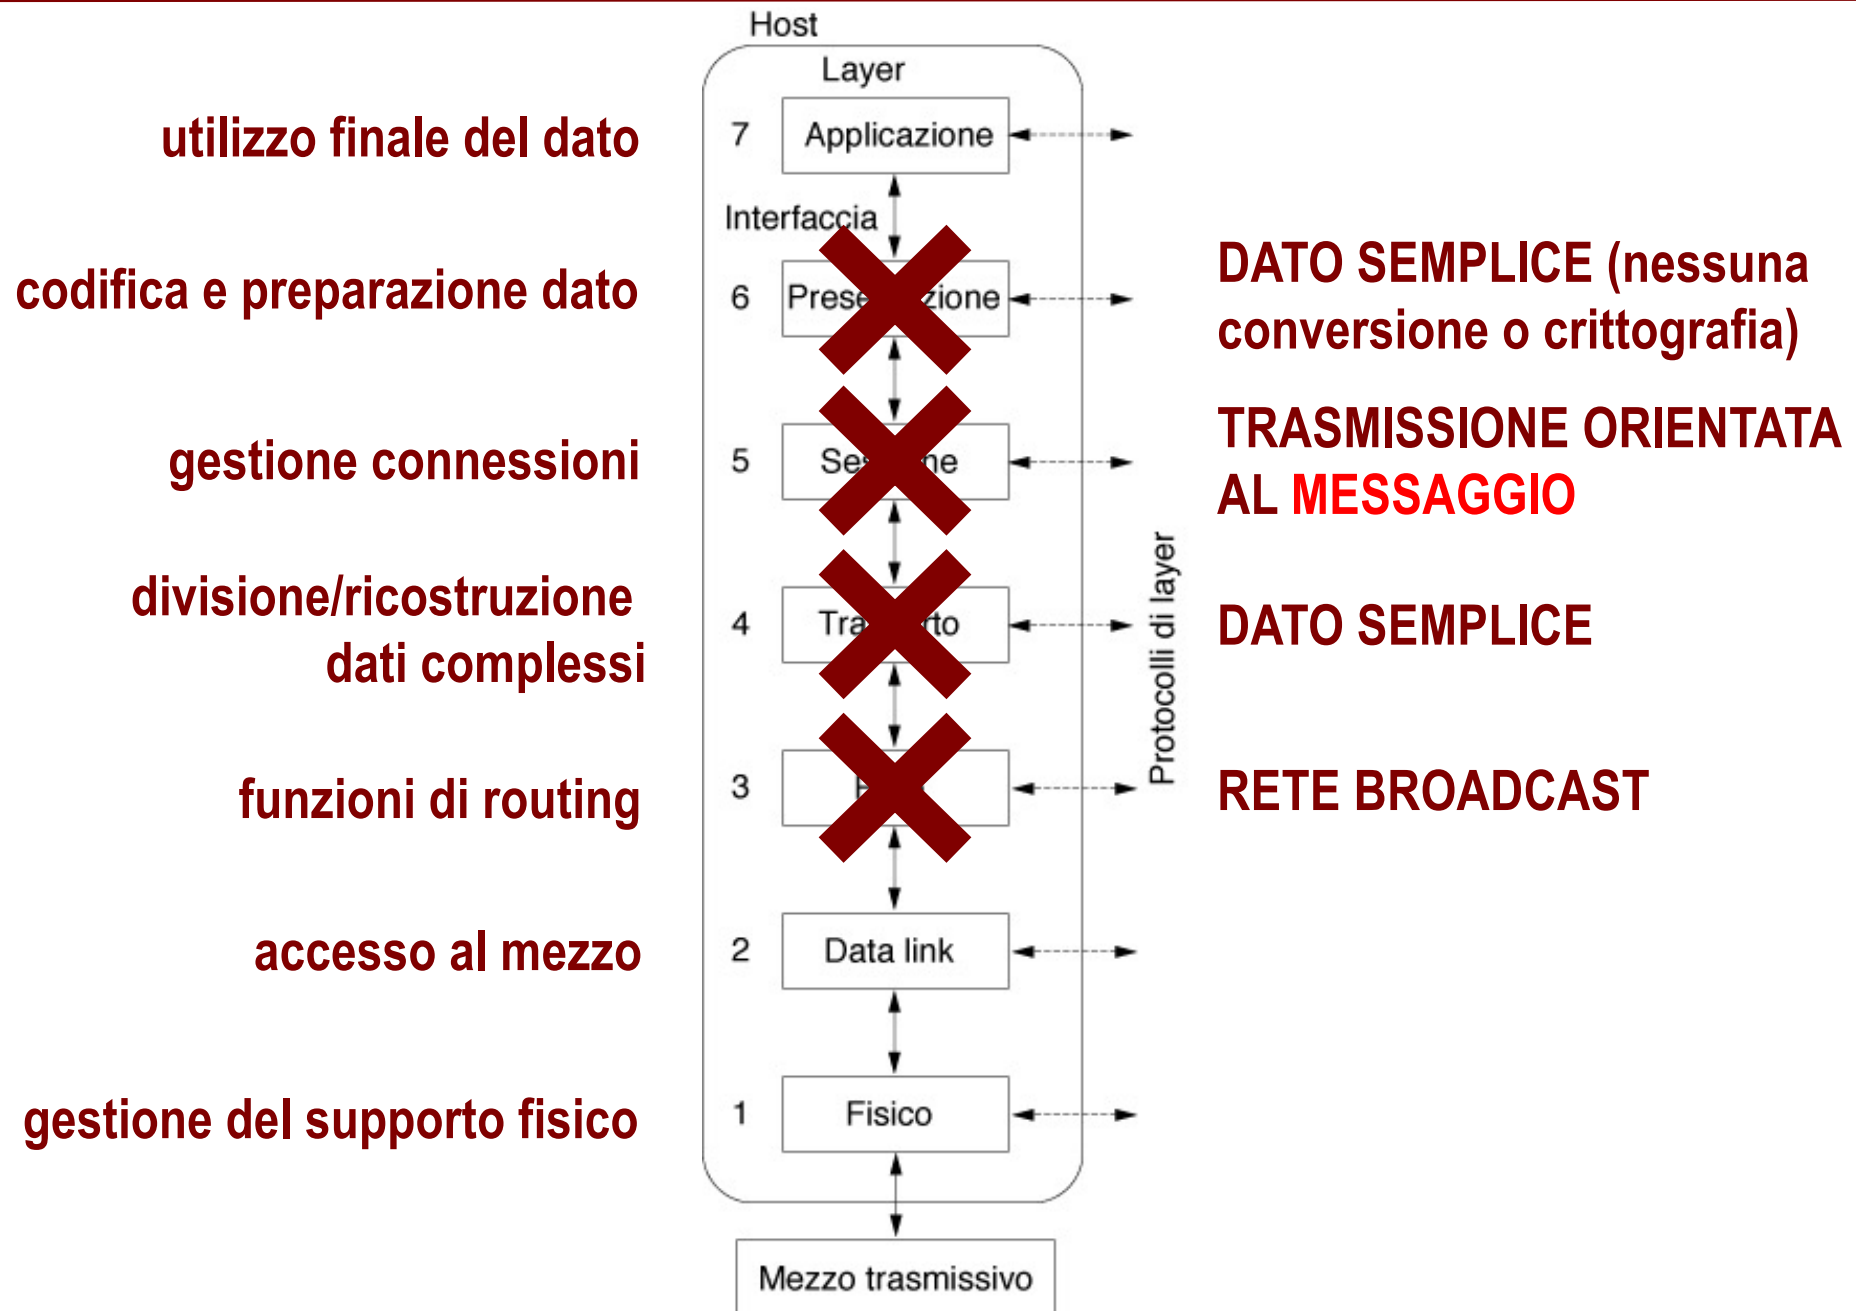 Host
Layer
utilizzo finale del dato
7
Applicazione
Interfaccia
codifica e preparazione dato
6
DATO SEMPLICE (nessuna
conversione o crittografia)
gestione connessioni
5
TRASMISSIONE ORIENTATA
AL MESSAGGIO
divisione/ricostruzione
dati complessi
4
DATO SEMPLICE
Protocolli di layer
funzioni di routing
3
RETE BROADCAST
accesso al mezzo
2
Data link
gestione del supporto fisico
1
Fisico
Mezzo trasmissivo